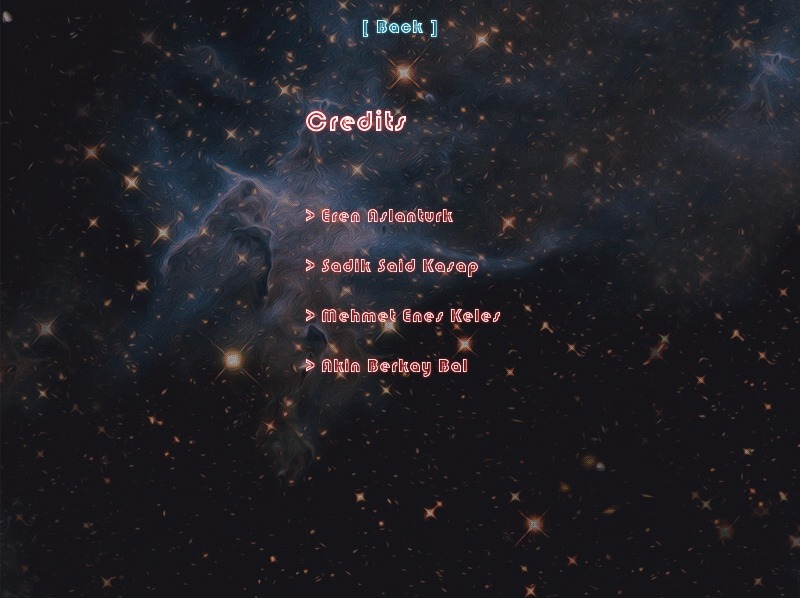 [ Back ]
Credits
> Eren Aslanturk
> Sadik Said Kasap
> Mehmet Enes Keles
> Akin Berkay Bal